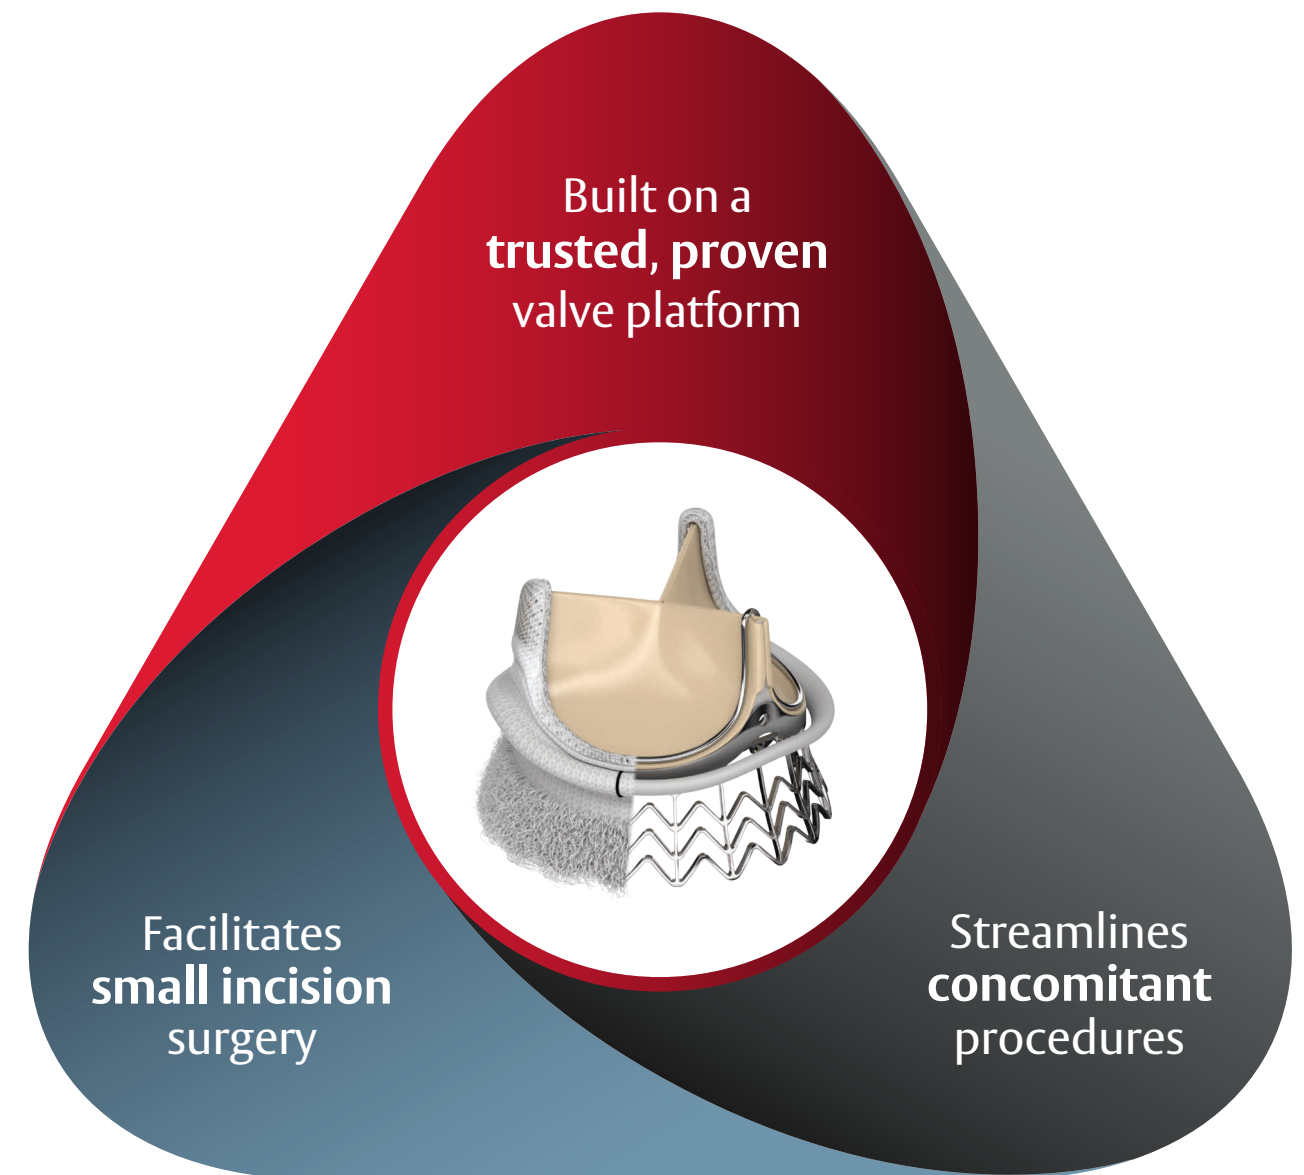 Built on a
trusted, proven
valve platform
Facilitates
small incision
surgery
Streamlines
concomitant
procedures